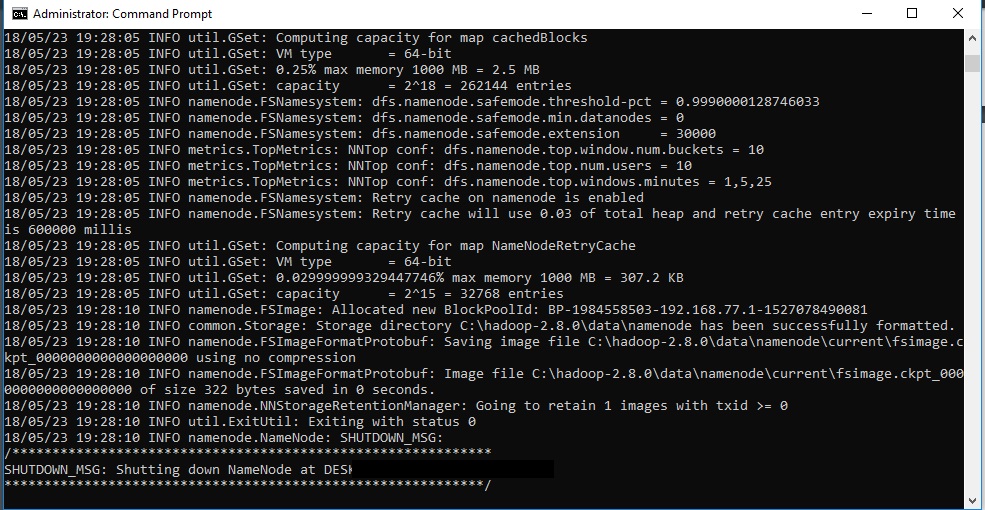 Administrator: Command Prompt
18/05/23 19:28:05 INFO util.GSet: Computing capacity for map cachedBlocks
18/05/23 19:28:05 INFO util.GSet: VM type       = 64-bit
18/05/23 19:28:05 INFO util.GSet: 0.25% max memory 1000 MB = 2.5 MB
18/05/23 19:28:05 INFO util.GSet: capacity      = 2^18 = 262144 entries
18/05/23 19:28:05 INFO namenode.FSNamesystem: dfs.namenode.safemode.threshold-pct = 0.9990000128746033
18/05/23 19:28:05 INFO namenode.FSNamesystem: dfs.namenode.safemode.min.datanodes = 0
18/05/23 19:28:05 INFO namenode.FSNamesystem: dfs.namenode.safemode.extension     = 30000
18/05/23 19:28:05 INFO metrics.TopMetrics: NNTop conf: dfs.namenode.top.window.num.buckets = 10
18/05/23 19:28:05 INFO metrics.TopMetrics: NNTop conf: dfs.namenode.top.num.users = 10
18/05/23 19:28:05 INFO metrics.TopMetrics: NNTop conf: dfs.namenode.top.windows.minutes = 1,5,25
18/05/23 19:28:05 INFO namenode.FSNamesystem: Retry cache on namenode is enabled
18/05/23 19:28:05 INFO namenode.FSNamesystem: Retry cache will use 0.03 of total heap and retry cache entry expiry time
is 600000 millis
18/05/23 19:28:05 INFO util.GSet: Computing capacity for map NameNodeRetryCache
18/05/23 19:28:05 INFO util.GSet: VM type       = 64-bit
18/05/23 19:28:05 INFO util.GSet: 0.029999999329447746% max memory 1000 MB = 307.2 KB
18/05/23 19:28:05 INFO util.GSet: capacity      = 2^15 = 32768 entries
18/05/23 19:28:10 INFO namenode.FSImage: Allocated new BlockPoolId: BP-1984558503-192.168.77.1-1527078490081
18/05/23 19:28:10 INFO common.Storage: Storage directory C:\hadoop-2.8.0\data\namenode has been successfully formatted.
18/05/23 19:28:10 INFO namenode.FSImageFormatProtobuf: Saving image file C:\hadoop-2.8.0\data\namenode\current\fsimage.c
kpt_0000000000000000000 using no compression
18/05/23 19:28:10 INFO namenode.FSImageFormatProtobuf: Image file C:\hadoop-2.8.0\data\namenode\current\fsimage.ckpt_000
0000000000000000 of size 322 bytes saved in 0 seconds.
18/05/23 19:28:10 INFO namenode.NNStorageRetentionManager: Going to retain 1 images with txid >= 0
18/05/23 19:28:10 INFO util.ExitUtil: Exiting with status 0
18/05/23 19:28:10 INFO namenode.NameNode: SHUTDOWN_MSG:
/************************************************************
SHUTDOWN_MSG: Shutting down NameNode at DESK
************************************************************/